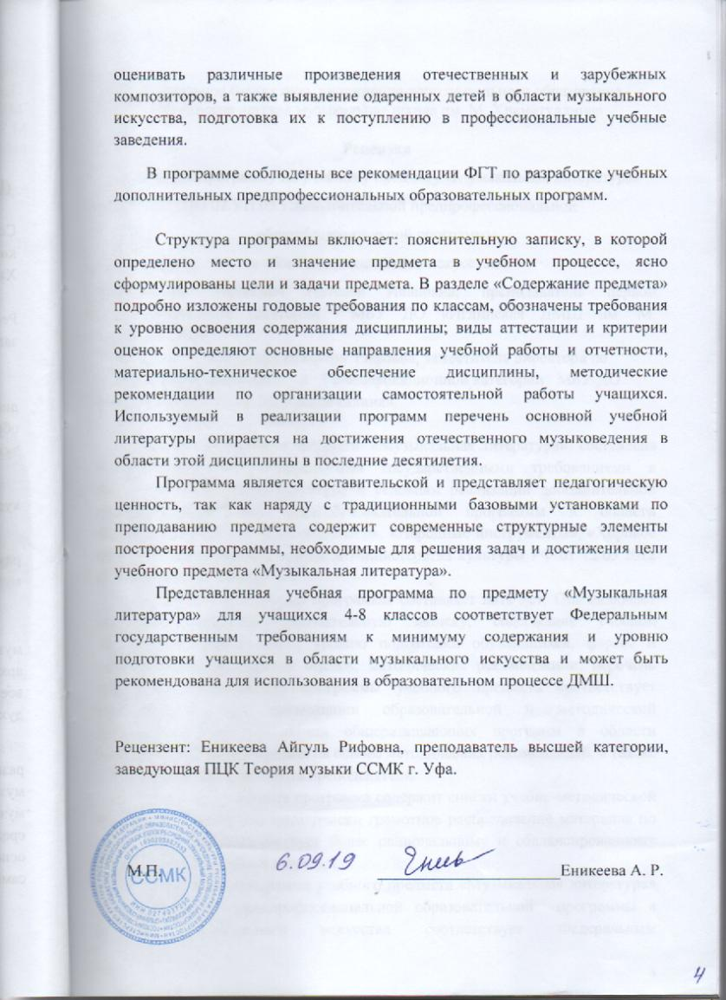 оценивать различные произведения отечественных и зарубежных
композиторов, а также выявление одаренных детей в области музыкального
искусства, подготовка их к поступлению в профессиональные учебные
заведения.
В программе соблюдены все рекомендации ФГТ по разработке учебных
дополнительных предпрофессиональных образовательных программ.
Структура программы включает: пояснительную записку, в которой
определено место и значение предмета в учебном процессе, ясно
сформулированы цели и задачи предмета. В разделе «Содержание предмета»
подробно изложены годовые требования по классам, обозначены требования
к уровню освоения содержания дисциплины; виды аттестации и критерии
оценок определяют основные направления учебной работы и отчетности,
материально-техническое обеспечение дисциплины, методические
рекомендации по организации самостоятельной работы учащихся.
Используемый в реализации программ перечень основной учебной
литературы опирается на достижения отечественного музыковедения в
области этой дисциплины в последние десятилетия.
Программа является составительской и представляет педагогическую
ценность, так как наряду с традиционными базовыми установками по
преподаванию предмета содержит современные структурные элементы
построения программы, необходимые для решения задач и достижения цели
учебного предмета «Музыкальная литература».
Представленная учебная программа по предмету «Музыкальная
литература» для учащихся 4-8 классов соответствует Федеральным
государственным требованиям к минимуму содержания и уровню
подготовки учащихся в области музыкального искусства и может быть
рекомендована для использования в образовательном процессе ДМШ.
Рецензент: Еникеева Айгуль Рифовна, преподаватель высшей категории,
заведующая ПЦК Теория музыки ССМК г. Уфа.
М.П.
ССМК
6.09.19
Еникеева А. Р.
4